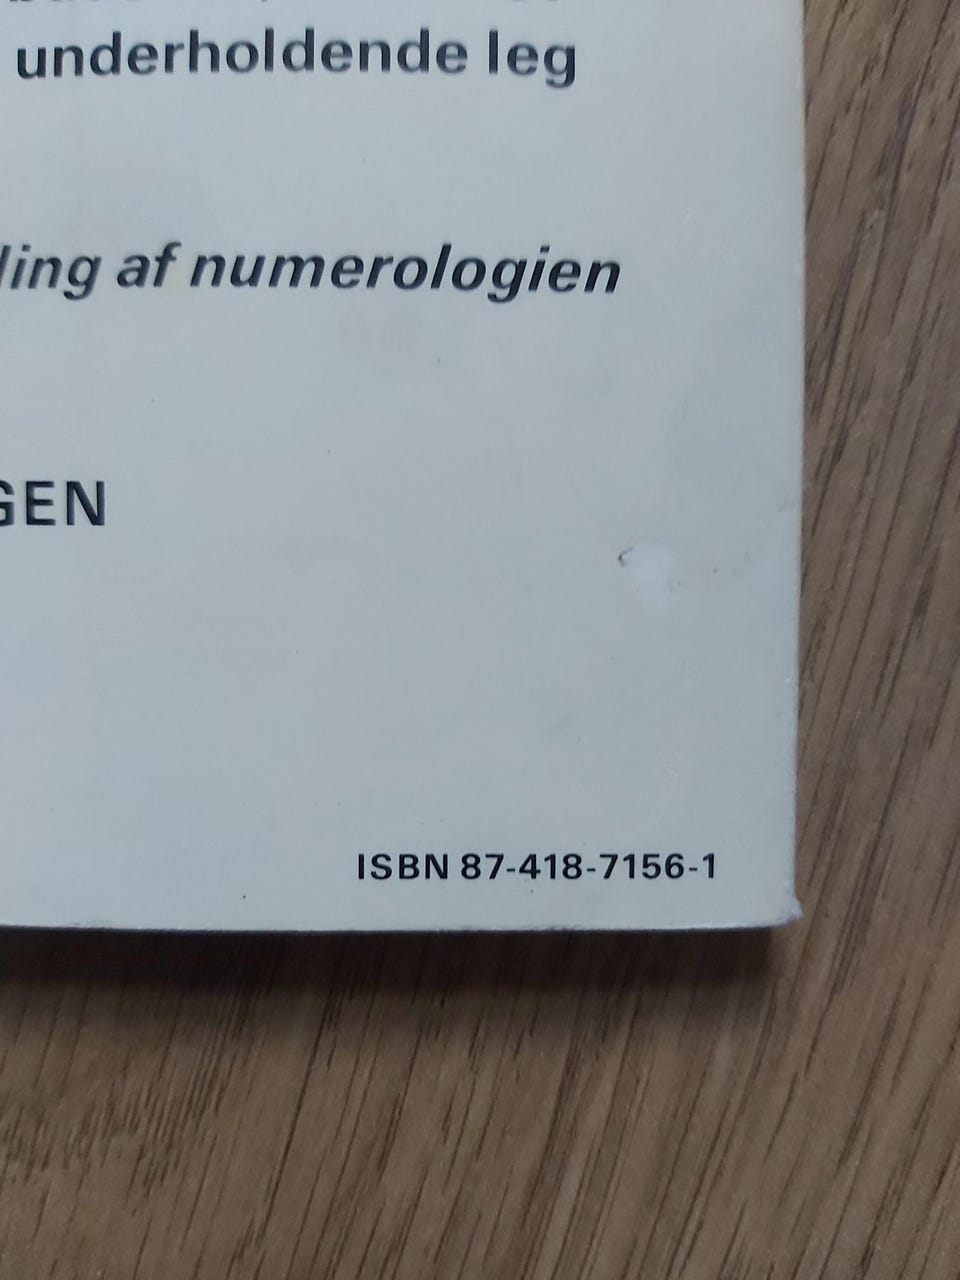 underholdende leg
ling af numerologien
GEN
ISBN 87-418-7156-1